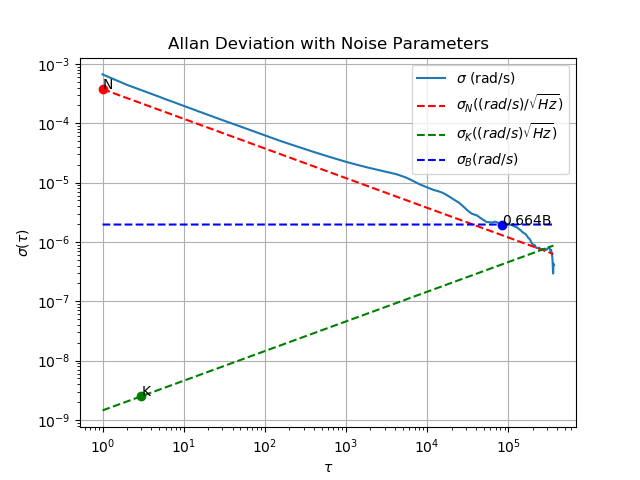 Allan Deviation with Noise Parameters
σ (rad/s)
σ_N((rad/s)/√Hz)
σ_K((rad/s)√Hz)
σ_B(rad/s)
N
0.664B
K
10⁻³
10⁻⁴
10⁻⁵
10⁻⁶
10⁻⁷
10⁻⁸
10⁻⁹
σ(τ)
10⁰ 10¹ 10² 10³ 10⁴ 10⁵
τ